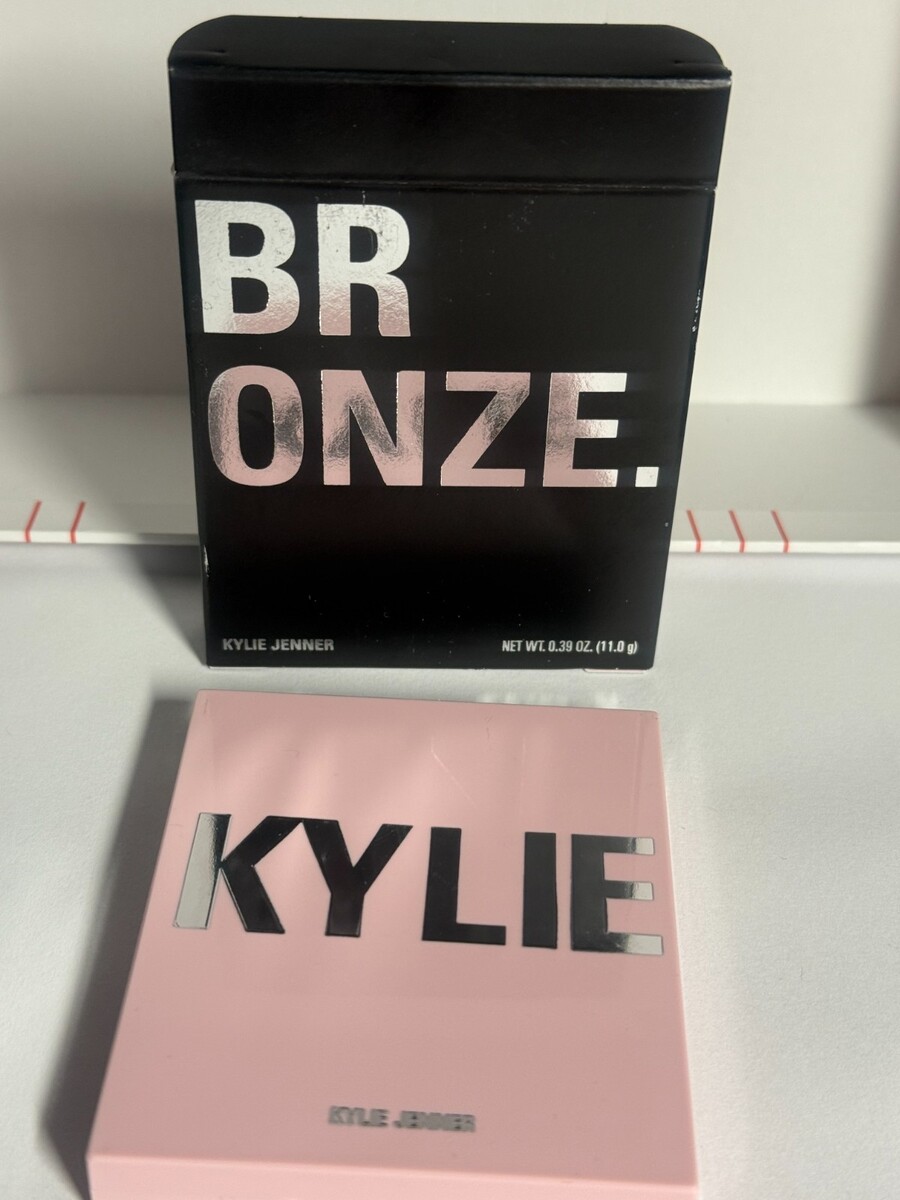 BR
ONZE.
KYLIE JENNER
NET WT. 0.39 OZ. (11.0 g)
KYLIE
KYLIE JENNER